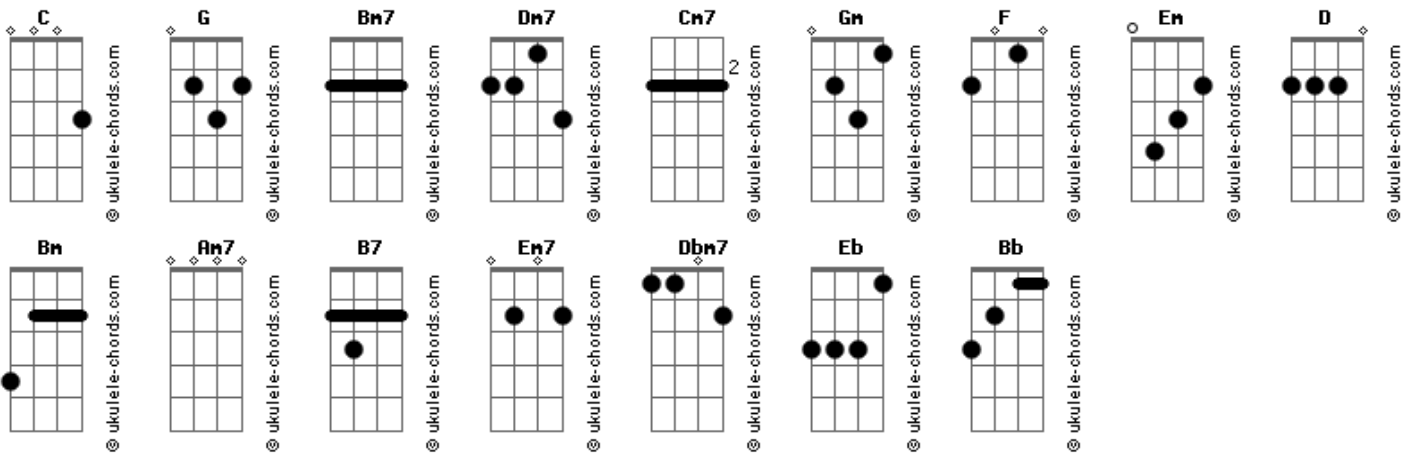 C G Bm7 Dm7 Cm7 Gm F Em D
2
© ukulele-chords.com © ukulele-chords.com © ukulele-chords.com © ukulele-chords.com © ukulele-chords.com © ukulele-chords.com © ukulele-chords.com © ukulele-chords.com © ukulele-chords.com
Bm Am7 B7 Em7 Dbm7 Eb Bb
© ukulele-chords.com © ukulele-chords.com © ukulele-chords.com © ukulele-chords.com © ukulele-chords.com © ukulele-chords.com © ukulele-chords.com